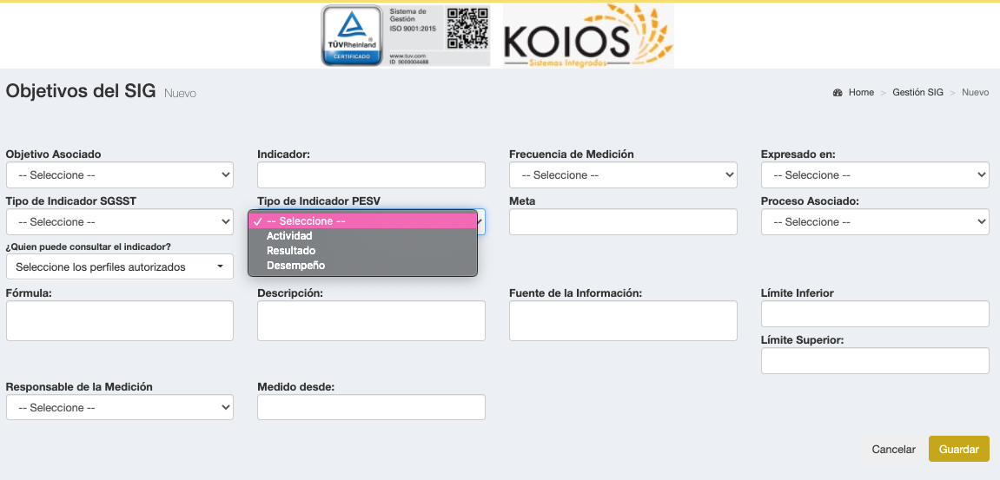 TÜVRheinland
CERTIFICADO
Sistema de
Gestión
ISO 9001:2015
www.tuv.com
ID 9000004488
KOIOS
Sistemas Integrados
Objetivos del SIG Nuevo
Home > Gestión SIG > Nuevo
Objetivo Asociado
Indicador:
Frecuencia de Medición
Expresado en:
-- Seleccione --
-- Seleccione --
-- Seleccione --
Tipo de Indicador SGSST
Tipo de Indicador PESV
Meta
Proceso Asociado:
-- Seleccione --
✓ -- Seleccione --
Actividad
Resultado
Desempeño
-- Seleccione --
¿Quien puede consultar el indicador?
Seleccione los perfiles autorizados
Fórmula:
Descripción:
Fuente de la Información:
Límite Inferior
Límite Superior:
Responsable de la Medición
Medido desde:
-- Seleccione --
Cancelar
Guardar